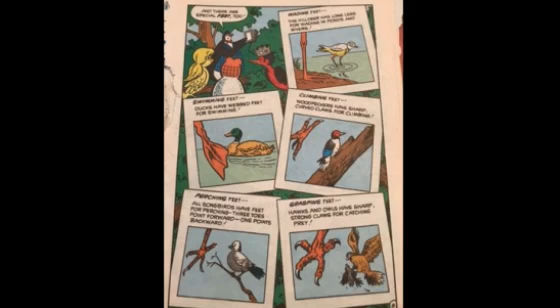 AND THERE ARE
SPECIAL FEET, TOO!
WADING FEET--
THE KILLDEER HAS LONG LEGS
FOR WADING IN PONDS AND
RIVERS!
SWIMMING FEET--
DUCKS HAVE WEBBED FEET
FOR SWIMMING!
CLIMBING FEET--
WOODPECKERS HAVE SHARP,
CURVED CLAWS FOR CLIMBING!
PERCHING FEET--
ALL SONGBIRDS HAVE FEET
FOR PERCHING--THREE TOES
POINT FORWARD--ONE POINTS
BACKWARD!
GRASPING FEET--
HAWKS AND OWLS HAVE SHARP,
STRONG CLAWS FOR CATCHING
PREY!